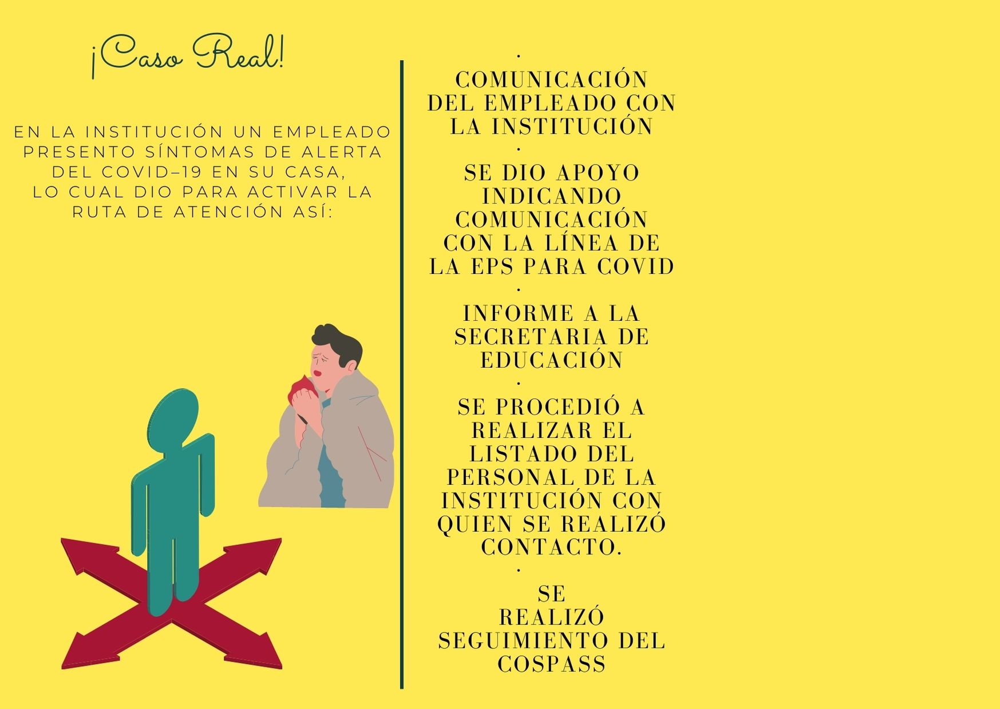 ¡Caso Real!
EN LA INSTITUCIÓN UN EMPLEADO
PRESENTO SÍNTOMAS DE ALERTA
DEL COVID–19 EN SU CASA,
LO CUAL DIO PARA ACTIVAR LA
RUTA DE ATENCIÓN ASÍ:
·
COMUNICACIÓN
DEL EMPLEADO CON
LA INSTITUCIÓN
·
SE DIO APOYO
INDICANDO
COMUNICACIÓN
CON LA LÍNEA DE
LA EPS PARA COVID
·
INFORME A LA
SECRETARIA DE
EDUCACIÓN
·
SE PROCEDIÓ A
REALIZAR EL
LISTADO DEL
PERSONAL DE LA
INSTITUCIÓN CON
QUIEN SE REALIZÓ
CONTACTO.
·
SE
REALIZÓ
SEGUIMIENTO DEL
COSPASS